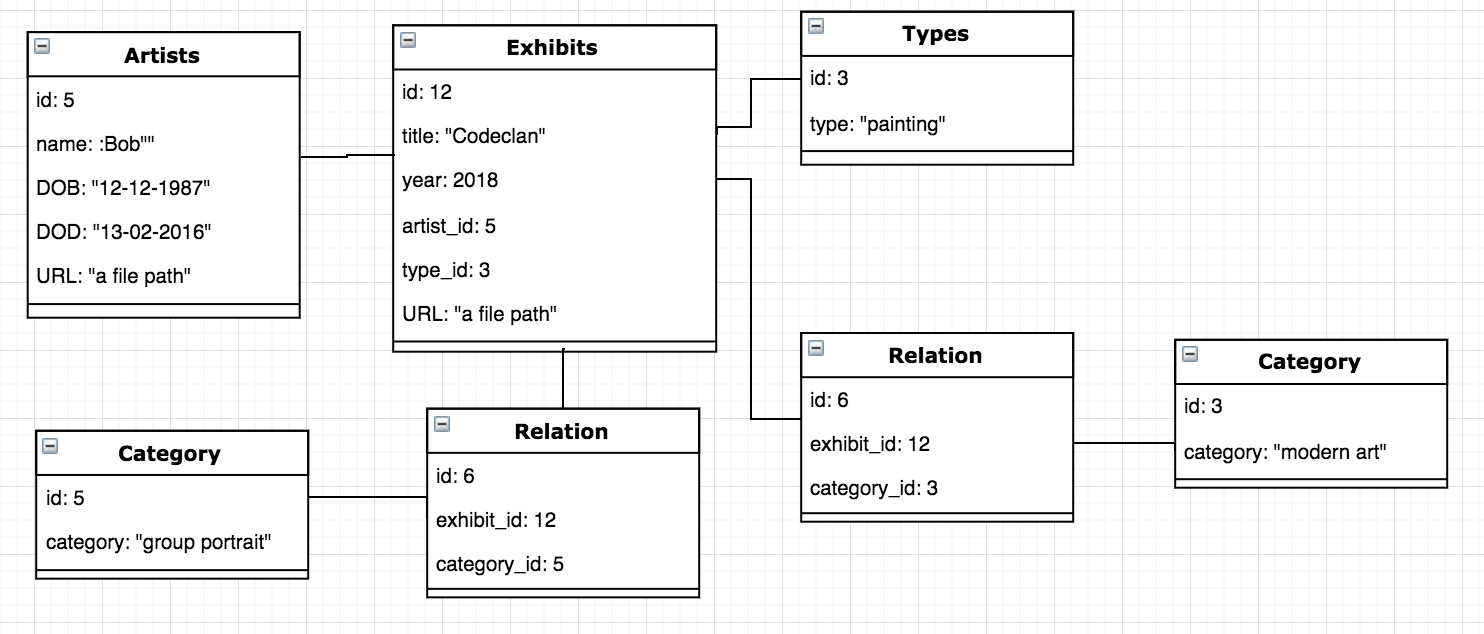 Artists
id: 5
name: :Bob""
DOB: "12-12-1987"
DOD: "13-02-2016"
URL: "a file path"
Exhibits
id: 12
title: "Codeclan"
year: 2018
artist_id: 5
type_id: 3
URL: "a file path"
Types
id: 3
type: "painting"
Category
id: 5
category: "group portrait"
Relation
id: 6
exhibit_id: 12
category_id: 5
Relation
id: 6
exhibit_id: 12
category_id: 3
Category
id: 3
category: "modern art"